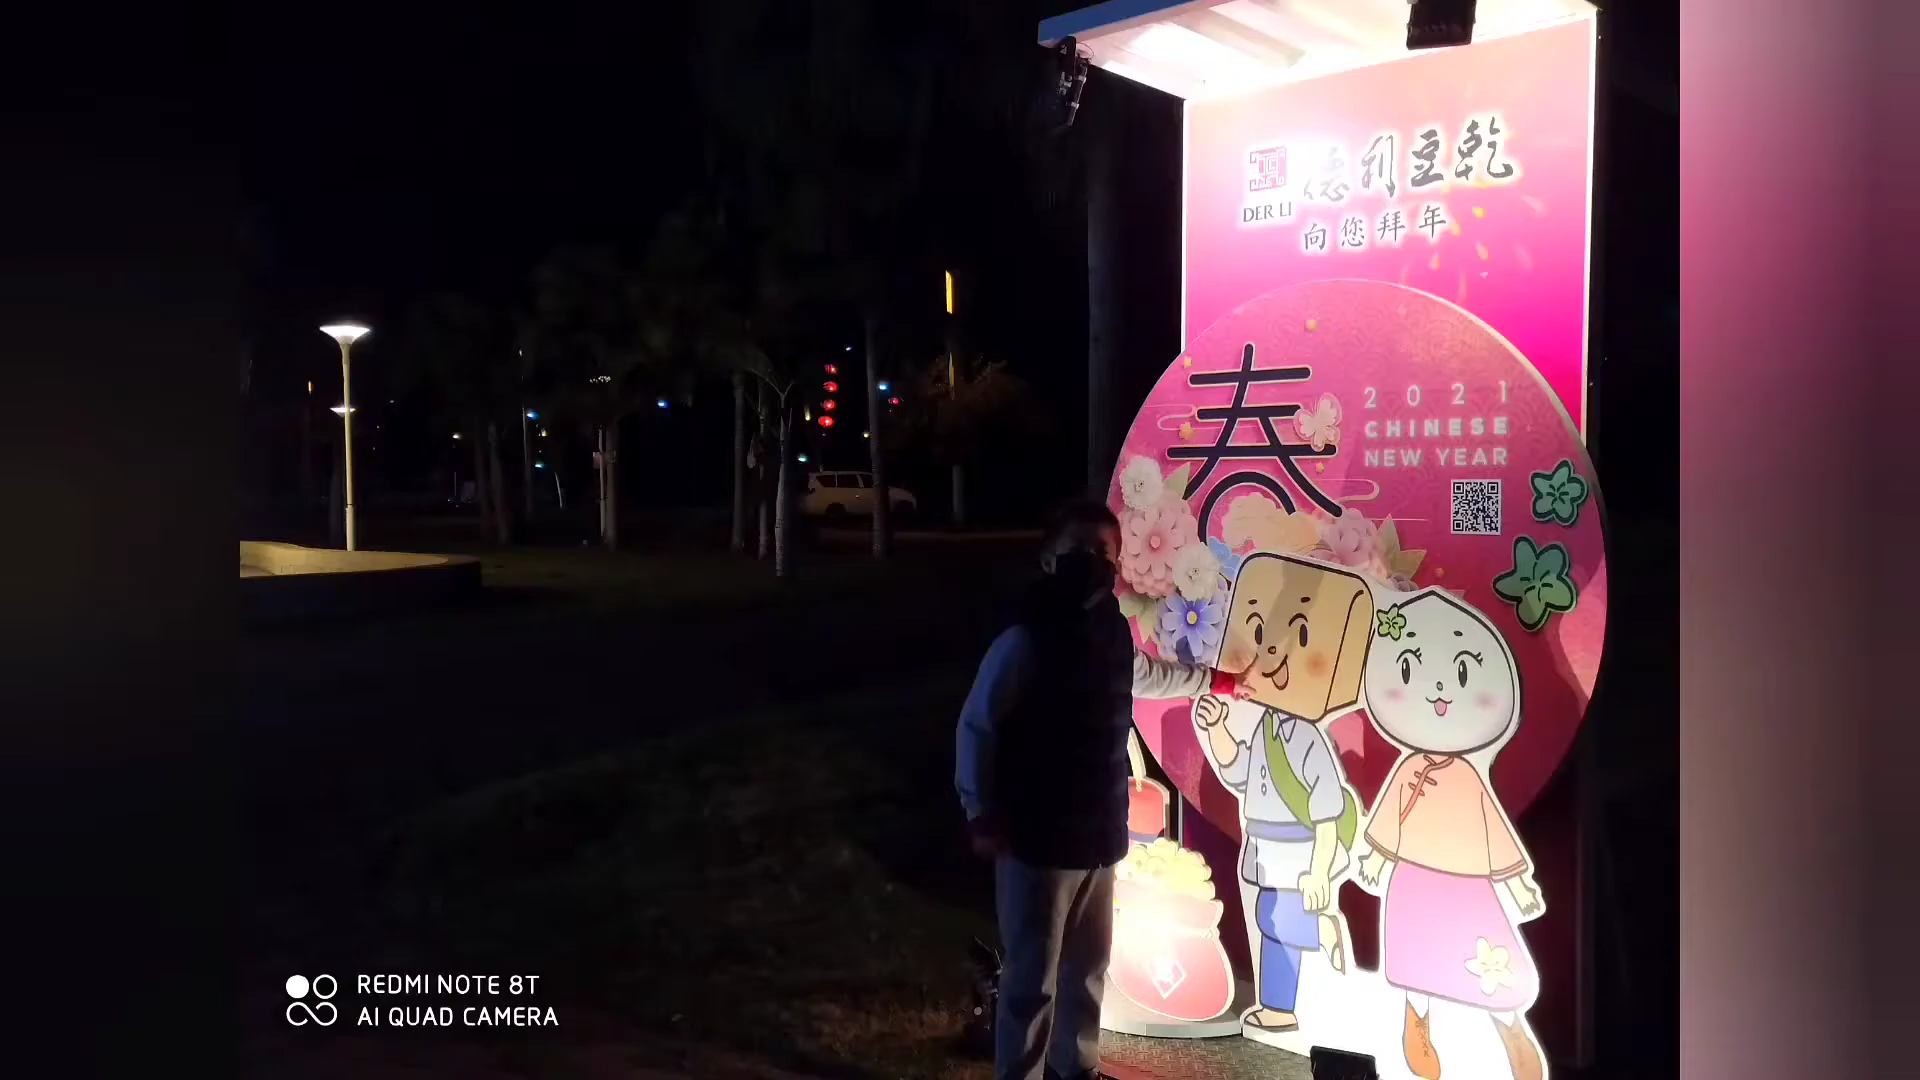 德利豆乾
DER LI
向您拜年
春
2021
CHINESE
NEW YEAR
REDMI NOTE 8T
AI QUAD CAMERA